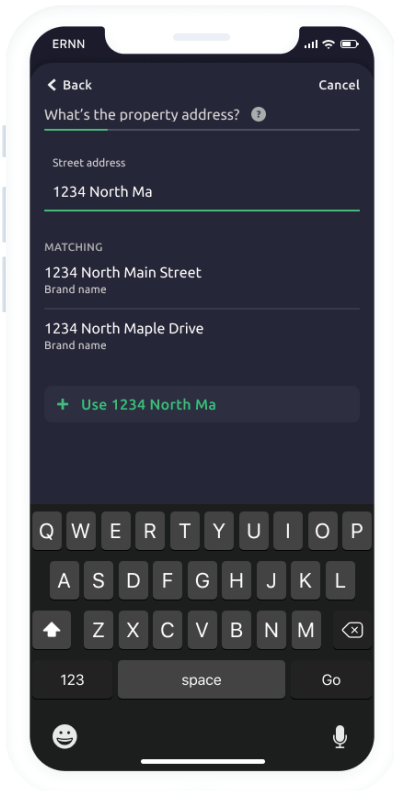 ERNN
Back Cancel
What's the property address? ?
Street address
1234 North Ma
MATCHING
1234 North Main Street
Brand name
1234 North Maple Drive
Brand name
+ Use 1234 North Ma
Q W E R T Y U I O P
A S D F G H J K L
Z X C V B N M
123 space Go